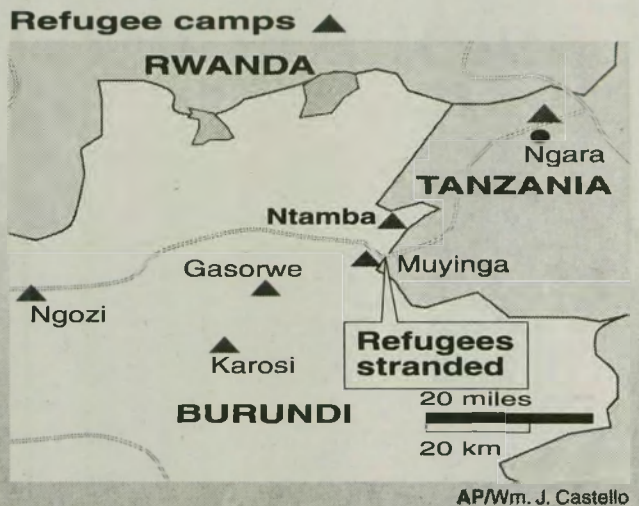 Refugee camps
RWANDA
Ngara
TANZANIA
Ntamba
Gasorwe
Muyinga
Ngozi
Refugees
stranded
Karosi
BURUNDI
20 miles
20 km
AP/Wm. J. Castello